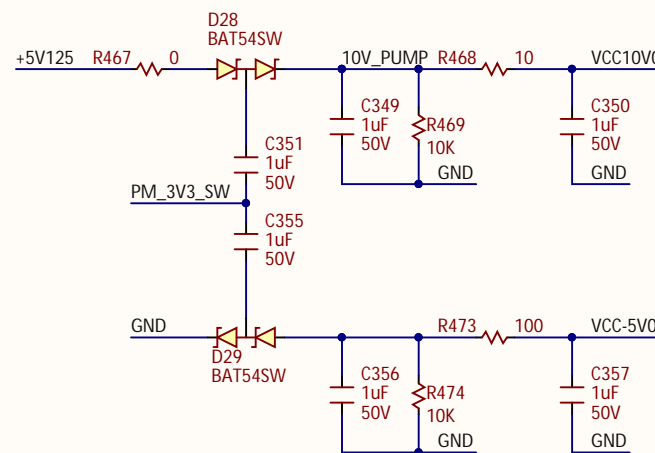 D28
BAT54SW
+5V125
R467
0
10V_PUMP
R468
10
VCC10V0
C349
1uF
50V
R469
10K
C350
1uF
50V
C351
1uF
50V
GND
GND
PM_3V3_SW
C355
1uF
50V
GND
D29
BAT54SW
R473
100
VCC-5V0
C356
1uF
50V
R474
10K
C357
1uF
50V
GND
GND